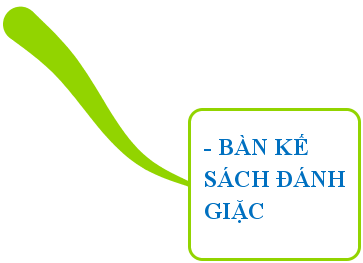 - BÀN KẾ
SÁCH ĐÁNH
GIẶC